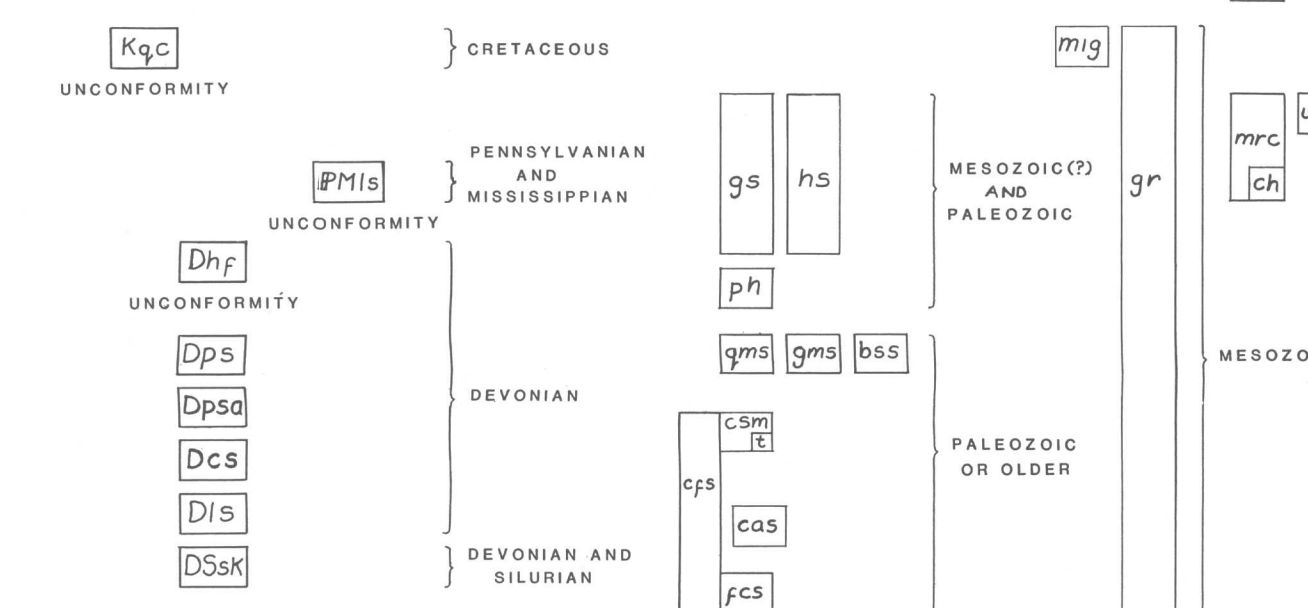 Kqc
CRETACEOUS
UNCONFORMITY
PMls
PENNSYLVANIAN
AND
MISSISSIPPIAN
UNCONFORMITY
Dhf
UNCONFORMITY
Dps
Dpsa
Dcs
Dls
DEVONIAN
DSsk
DEVONIAN AND
SILURIAN
gs
hs
ph
MESOZOIC(?)
AND
PALEOZOIC
qms
gms
bss
csm
t
cfs
cas
fcs
PALEOZOIC
OR OLDER
mig
gr
mrc
ch
MESOZO